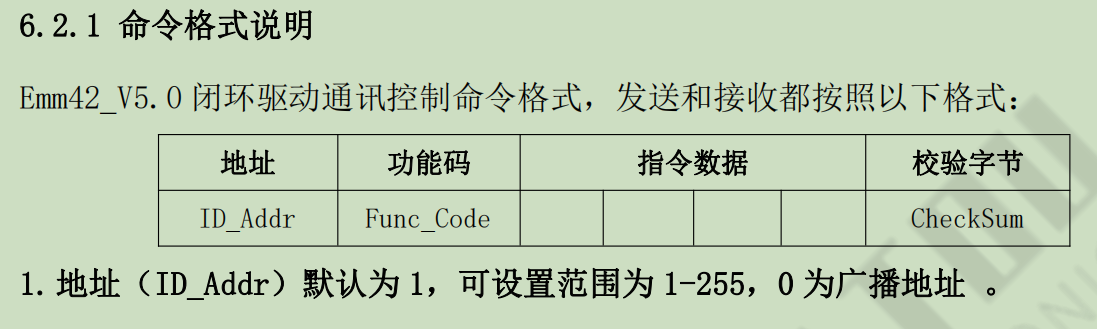 6.2.1 命令格式说明
Emm42_V5.0 闭环驱动通讯控制命令格式，发送和接收都按照以下格式：
地址 功能码 指令数据 校验字节
ID_Addr Func_Code CheckSum
1. 地址（ID_Addr）默认为 1，可设置范围为 1-255，0 为广播地址 。